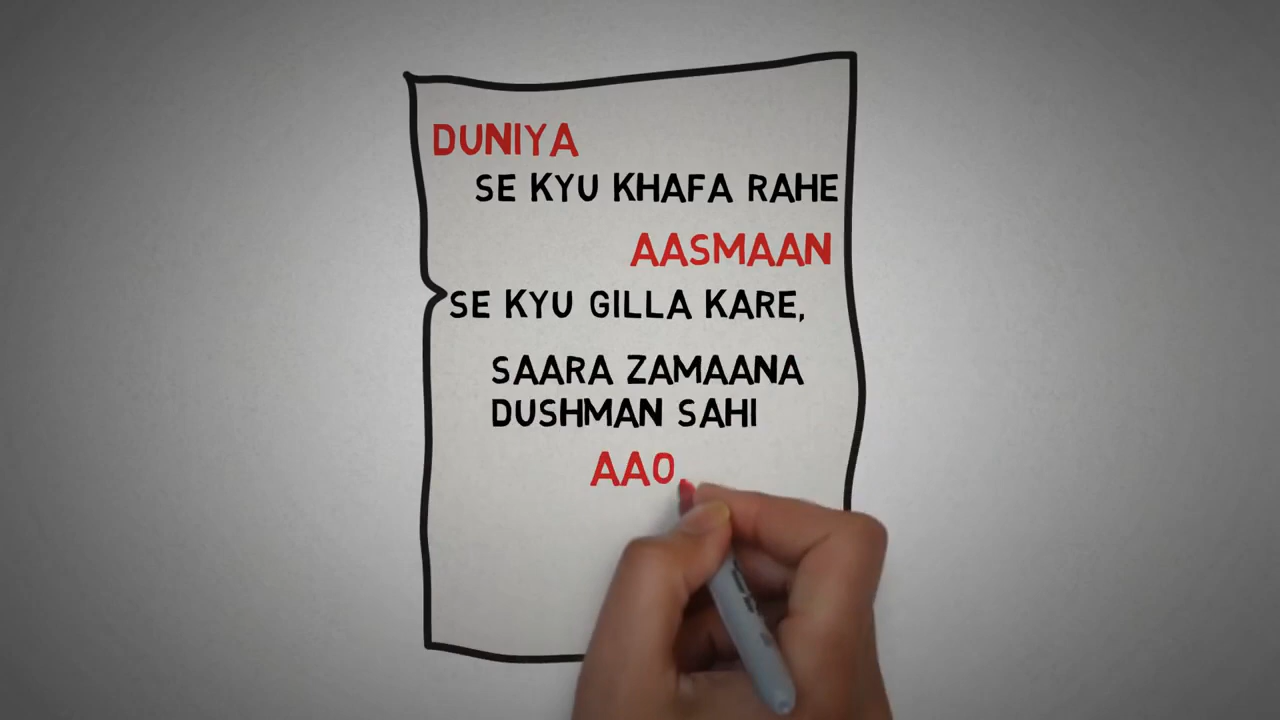 DUNIYA
SE KYU KHAFA RAHE
AASMAAN
SE KYU GILLA KARE,
SAARA ZAMAANA
DUSHMAN SAHI
AAO,